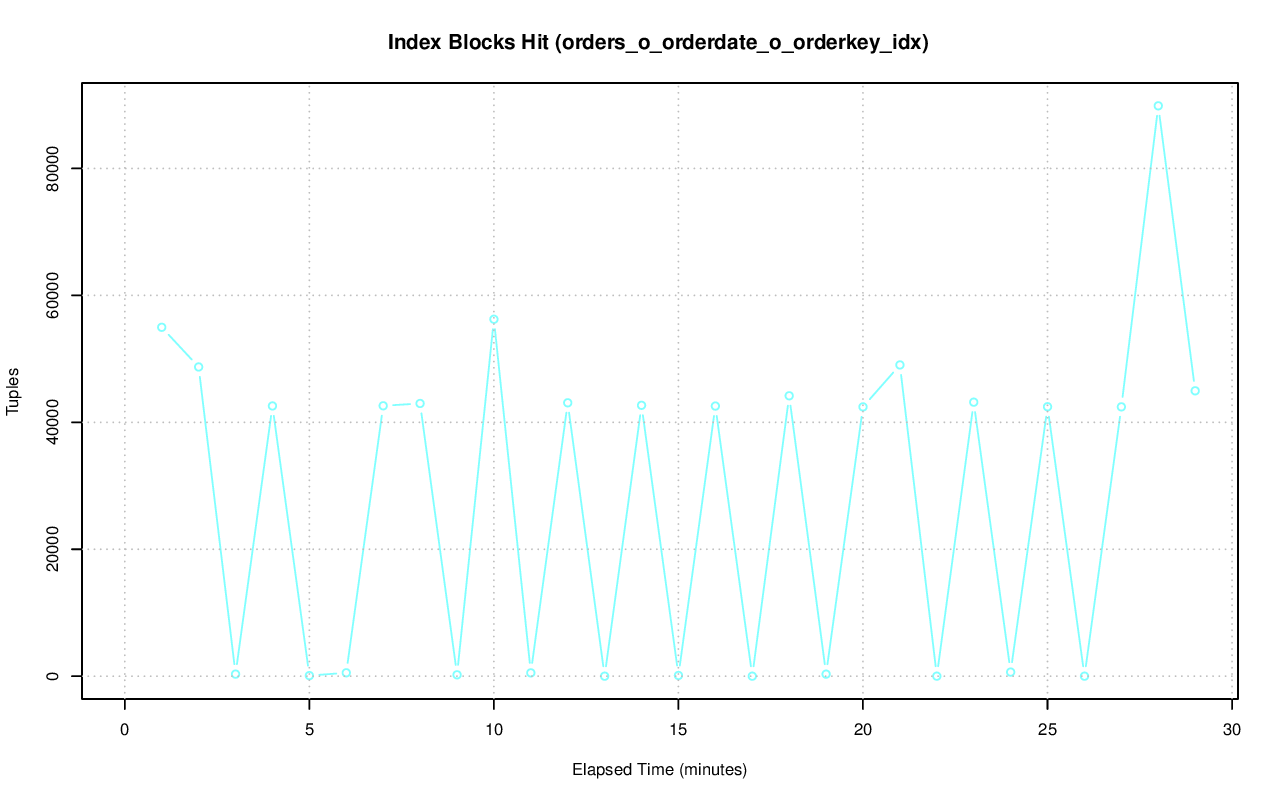 Index Blocks Hit (orders_o_orderdate_o_orderkey_idx)
Tuples
80000
60000
40000
20000
0
0 5 10 15 20 25 30
Elapsed Time (minutes)